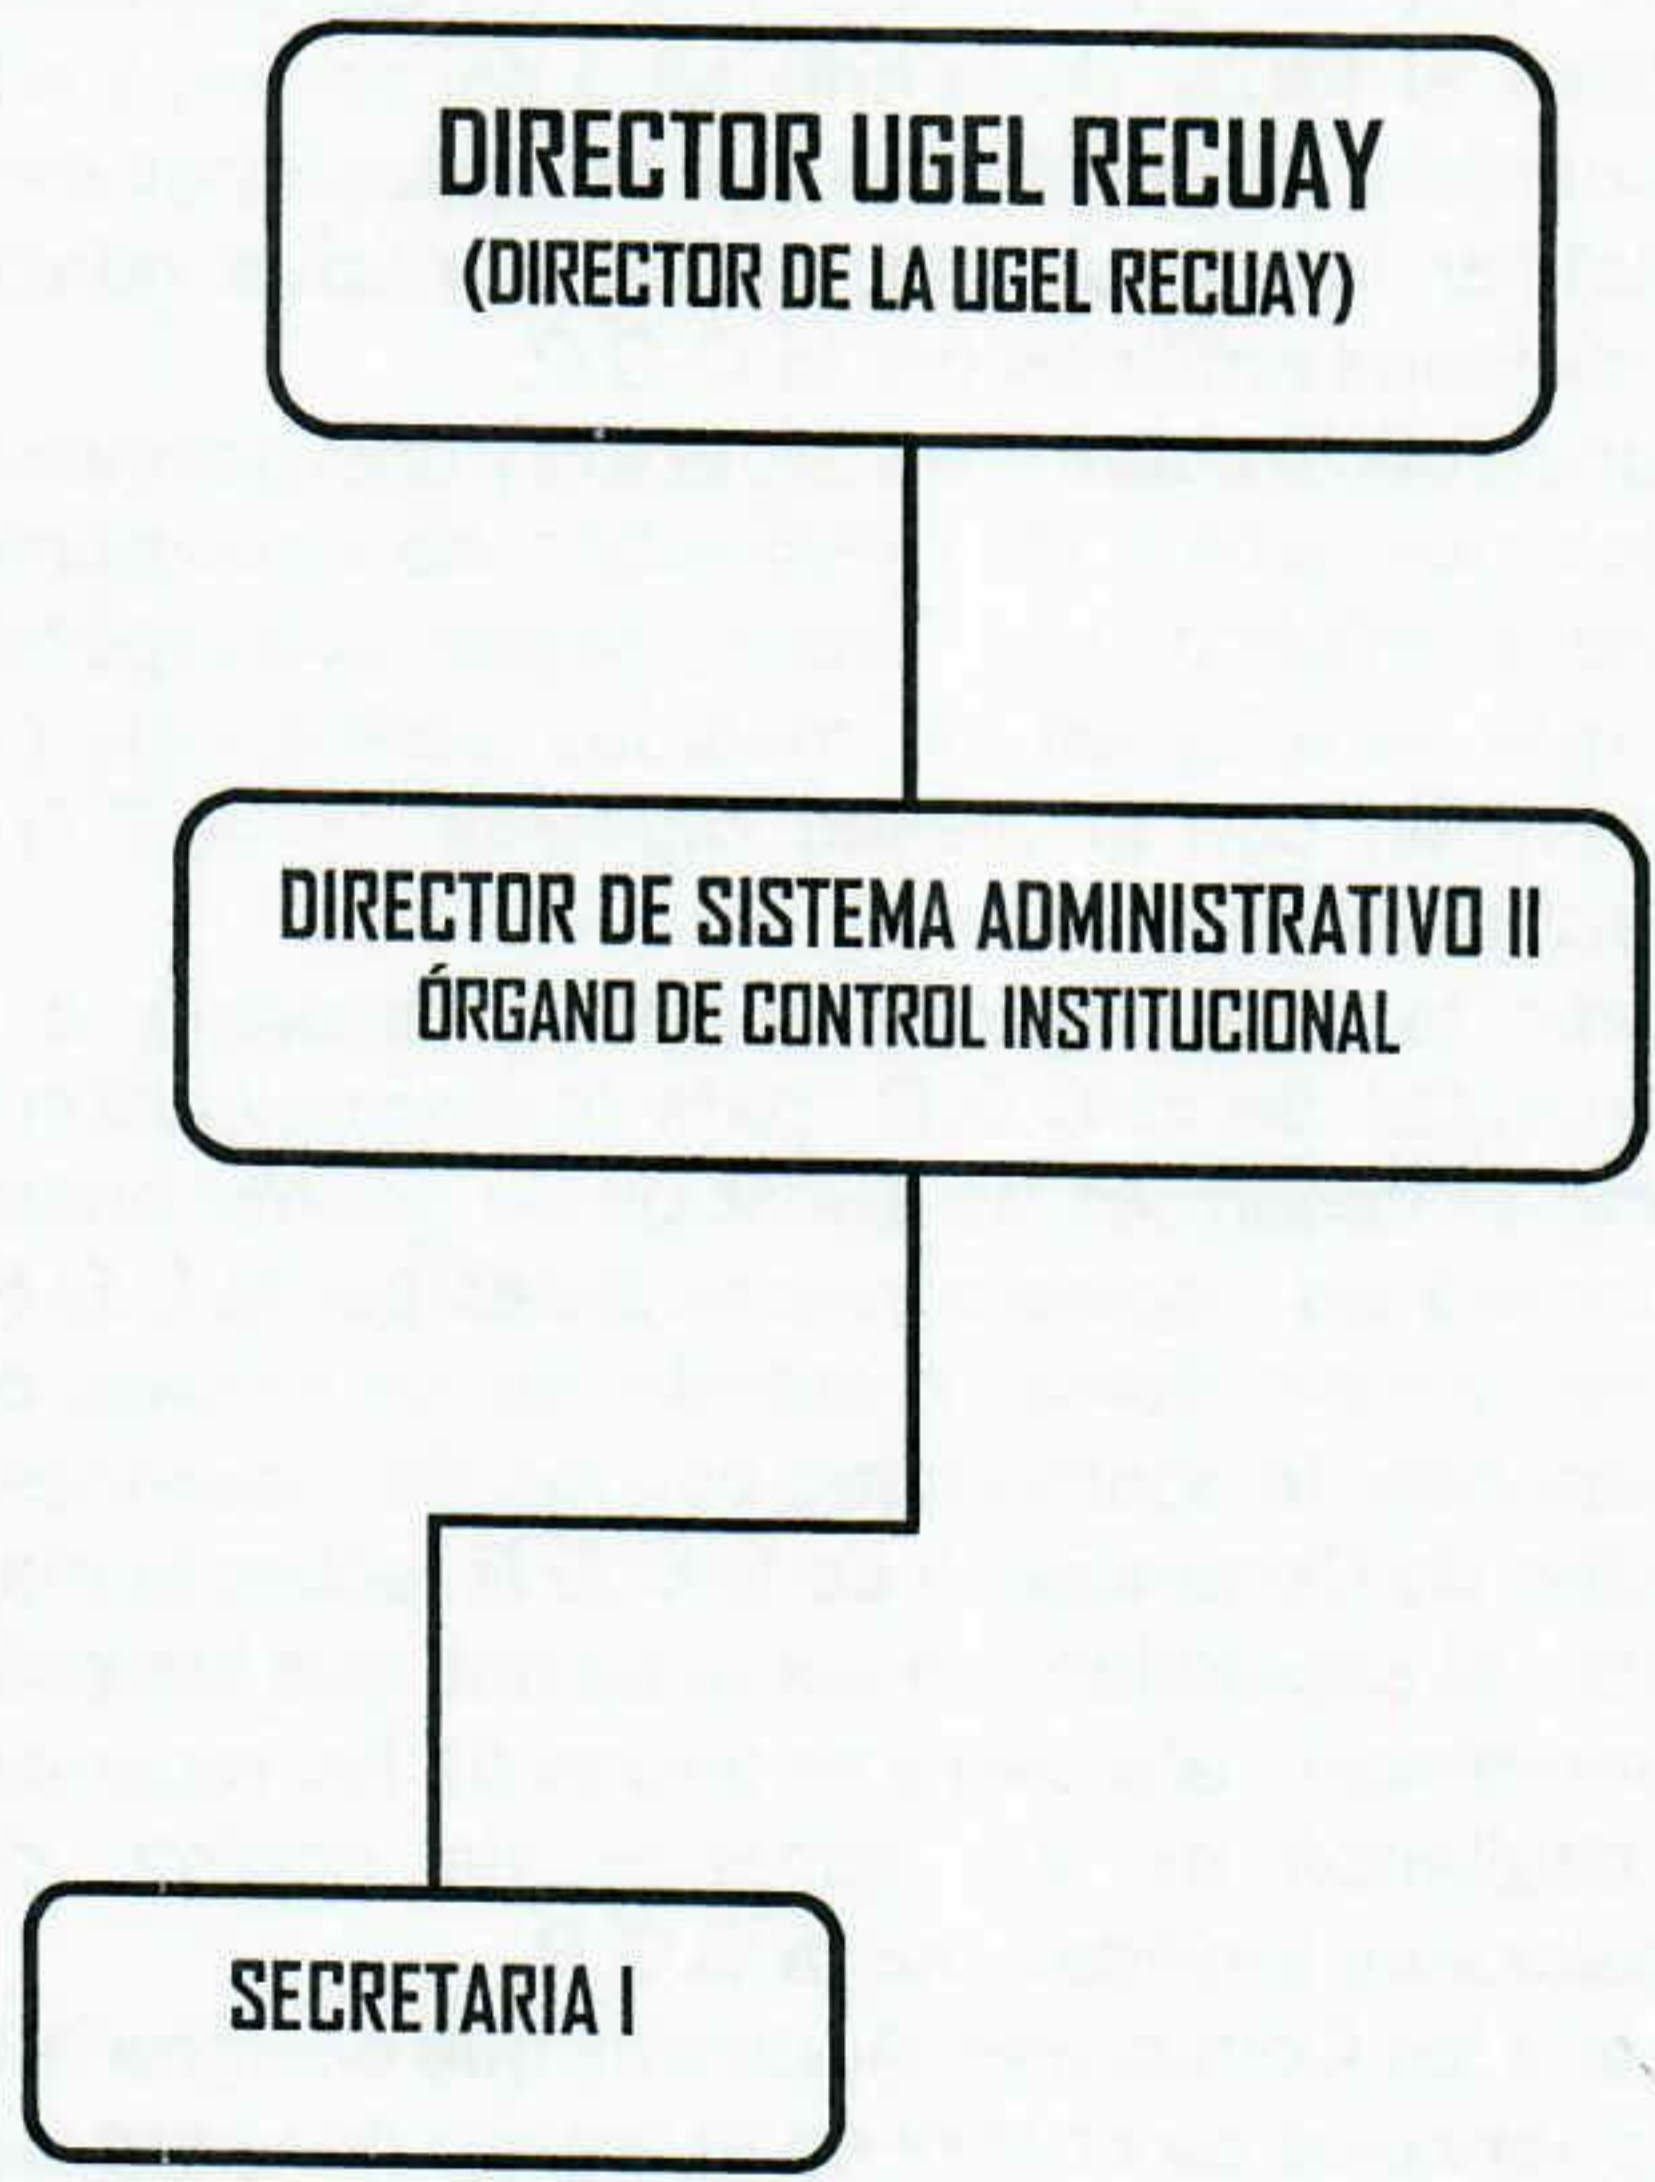 DIRECTOR UGEL RECUAY
(DIRECTOR DE LA UGEL RECUAY)
DIRECTOR DE SISTEMA ADMINISTRATIVO II
ÓRGANO DE CONTROL INSTITUCIONAL
SECRETARIA I